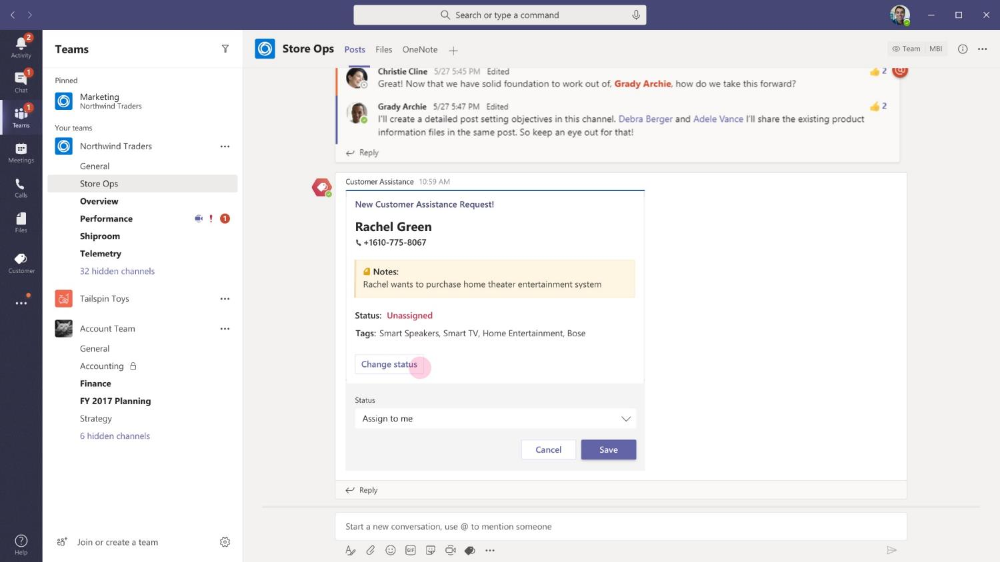 Search or type a command
2
Activity
1
Chat
1
Teams
Meetings
Calls
Files
Customer
Help
Teams
Pinned
Marketing
Northwind Traders
Your teams
Northwind Traders
General
Store Ops
Overview
Performance
! 1
Shiproom
Telemetry
32 hidden channels
Tailspin Toys
Account Team
General
Accounting
Finance
FY 2017 Planning
Strategy
6 hidden channels
Join or create a team
Store Ops Posts Files OneNote +
Team MBI
Christie Cline 5/27 5:45 PM Edited
2 @
Great! Now that we have solid foundation to work out of, Grady Archie, how do we take this forward?
Grady Archie 5/27 5:47 PM Edited
2
I'll create a detailed post setting objectives in this channel. Debra Berger and Adele Vance I'll share the existing product
information files in the same post. So keep an eye out for that!
Reply
Customer Assistance 10:59 AM
New Customer Assistance Request!
Rachel Green
+1610-775-8067
Notes:
Rachel wants to purchase home theater entertainment system
Status: Unassigned
Tags: Smart Speakers, Smart TV, Home Entertainment, Bose
Change status
Status
Assign to me
Cancel Save
Reply
Start a new conversation, use @ to mention someone
GIF